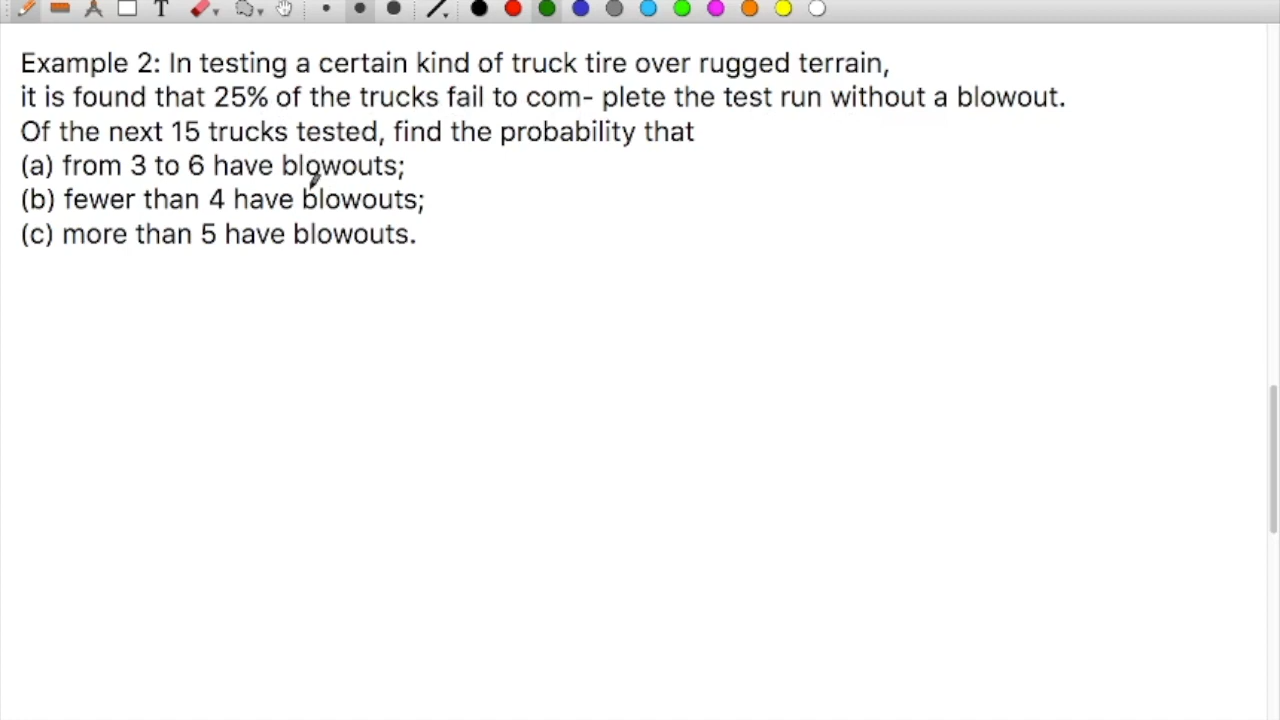 T
Example 2: In testing a certain kind of truck tire over rugged terrain,
it is found that 25% of the trucks fail to com- plete the test run without a blowout.
Of the next 15 trucks tested, find the probability that
(a) from 3 to 6 have blowouts;
(b) fewer than 4 have blowouts;
(c) more than 5 have blowouts.